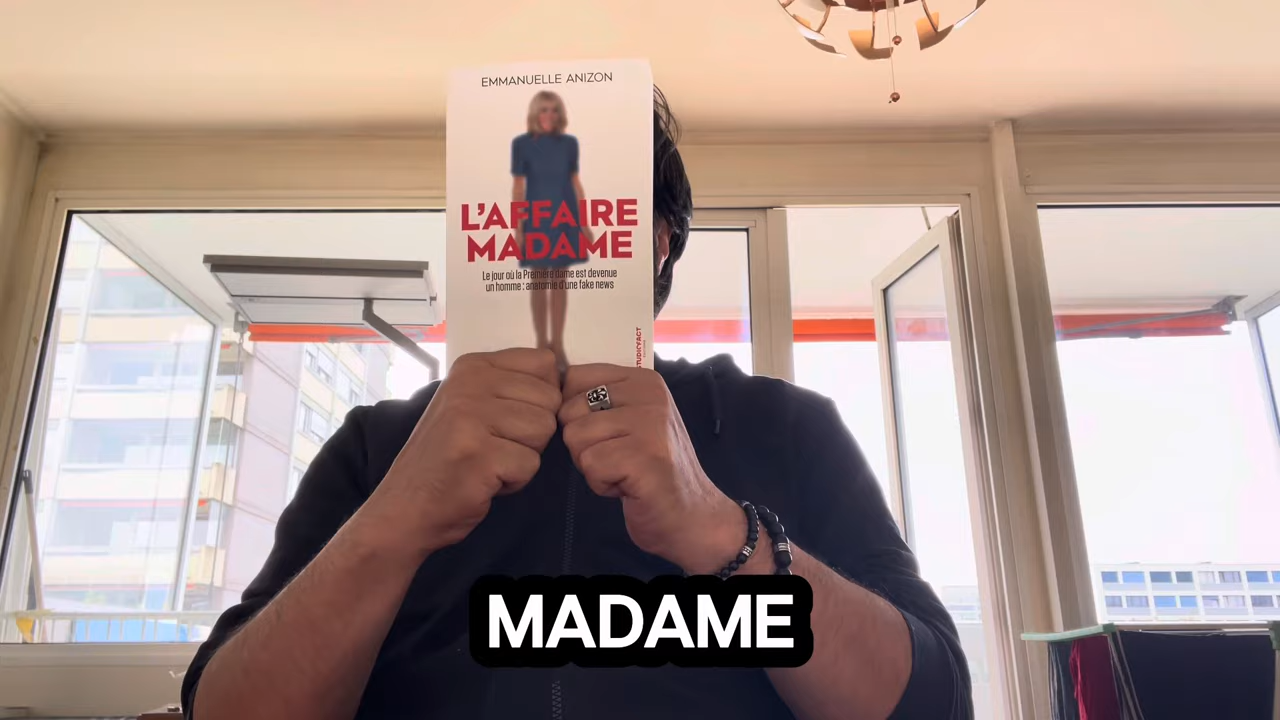 EMMANUELLE ANIZON
L'AFFAIRE
MADAME
Le jour où la Première dame est devenue
un homme : anatomie d'une fake news
STUDIOFACT
MADAME